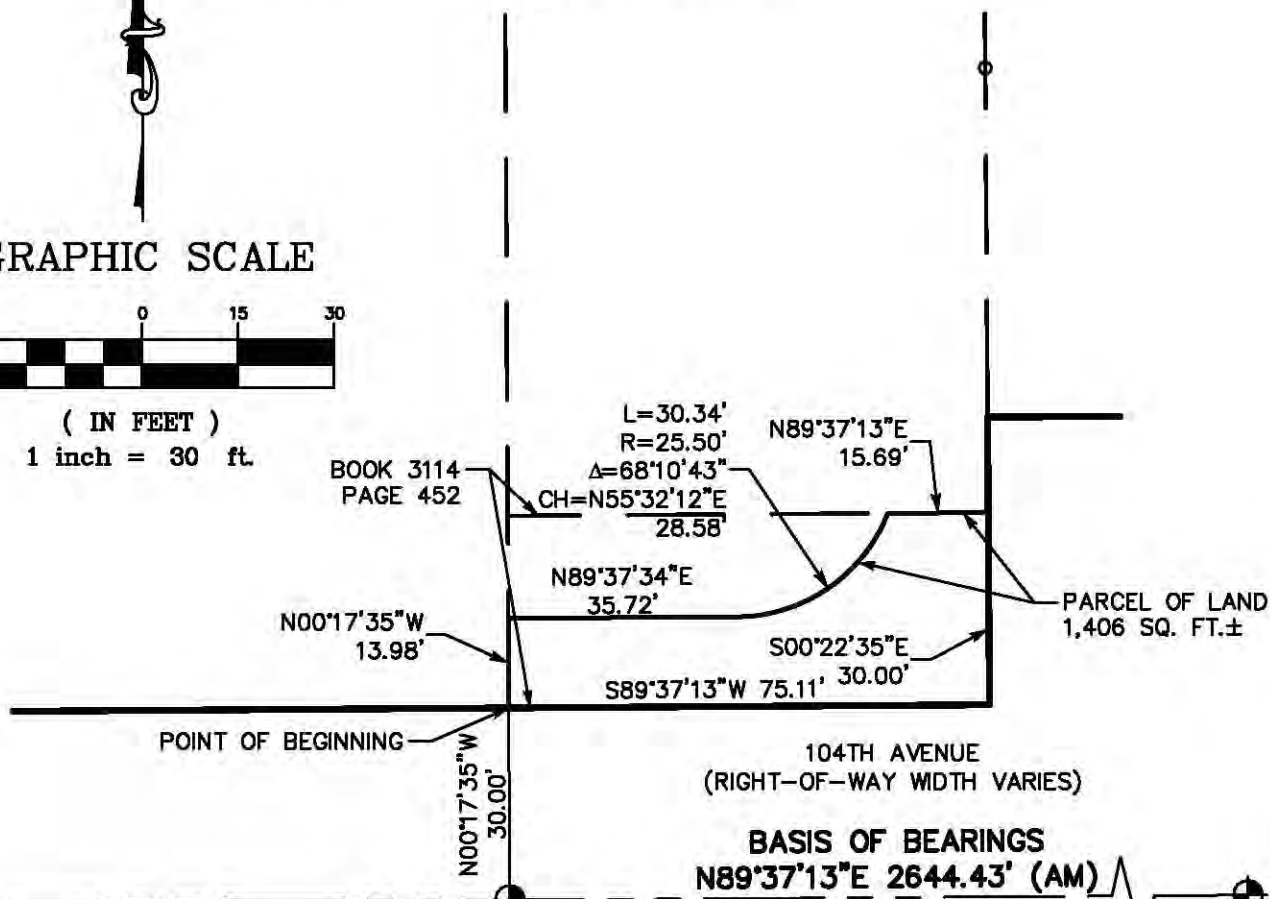 GRAPHIC SCALE
0 15 30
( IN FEET )
1 inch = 30 ft.
BOOK 3114
PAGE 452
L=30.34'
R=25.50'
Δ=68°10'43"
CH=N55°32'12"E
28.58'
N89°37'13"E
15.69'
N89°37'34"E
35.72'
N00°17'35"W
13.98'
S00°22'35"E
30.00'
PARCEL OF LAND
1,406 SQ. FT.±
S89°37'13"W 75.11'
POINT OF BEGINNING
N00°17'35"W
30.00'
104TH AVENUE
(RIGHT-OF-WAY WIDTH VARIES)
BASIS OF BEARINGS
N89°37'13"E 2644.43' (AM)